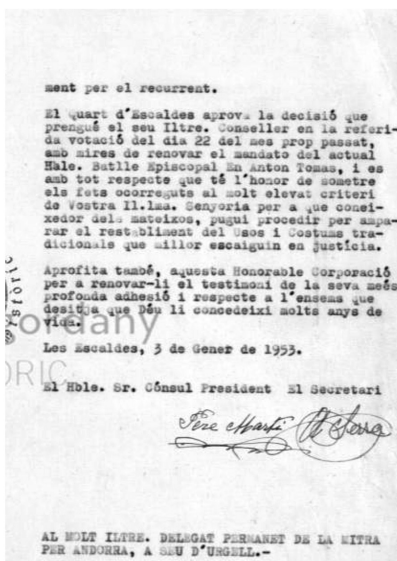 ment per el recurrent.
El Quart d'Escaldes aprova la decisió que
prengué el seu Iltre. Conseller en la referi-
da votació del dia 22 del mes prop passat,
amb mires de renovar el mandato del actual
Hble. Batlle Episcopal En Anton Tomas, i es
amb tot respecte que té l'honor de sometre
els fets ocorreguts al molt elevat criteri
de Vostra Il.lma. Senyoria per a que conei-
xedor dels mateixos, pugui procedir per ampa-
rar el restabliment del Usos i Costums tra-
dicionals que millor escaiguin en justícia.
Aprofita també, aquesta Honorable Corporació
per a renovar-li el testimoni de la seva meés
profonda adhesió i respecte a l'ensems que
desitja que Déu li concedeixi molts anys de
vida.
Les Escaldes, 3 de Gener de 1953.
El Hble. Sr. Cónsul President El Secretari
Pere Martí Serra
AL MOLT ILTRE. DELEGAT PERMANET DE LA MITRA
PER ANDORRA, A SEU D'URGELL.-